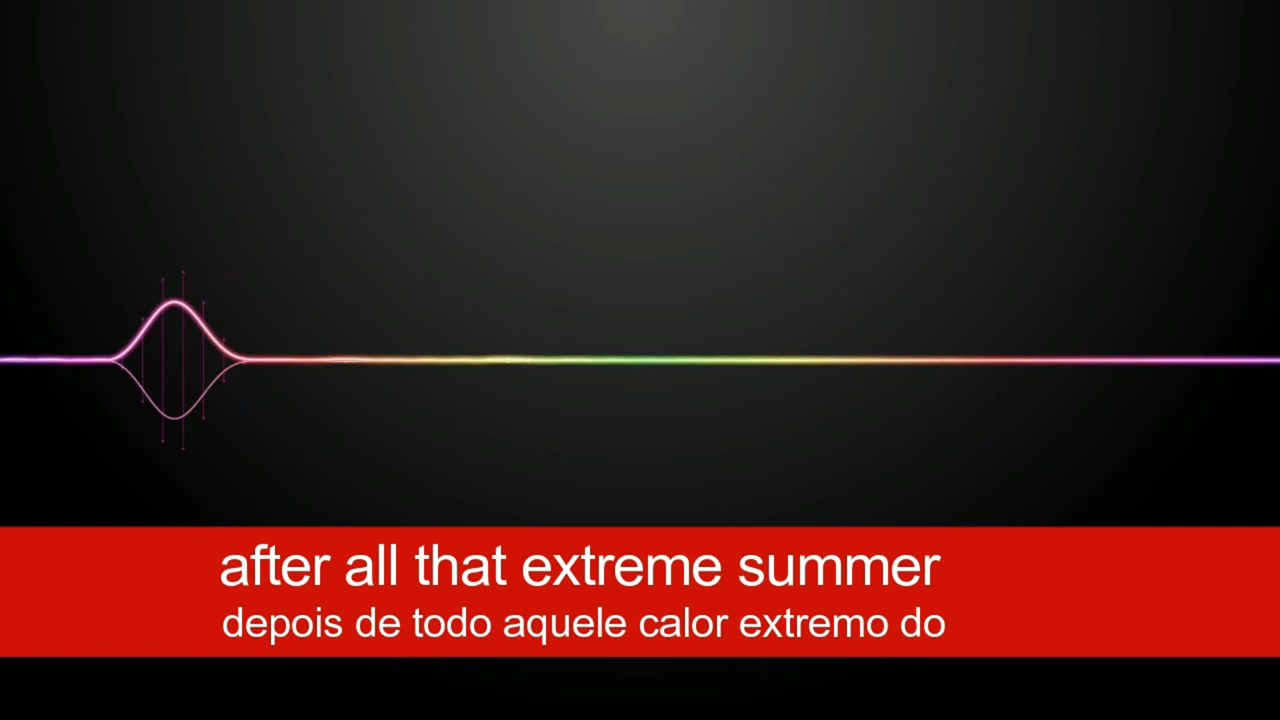 after all that extreme summer
depois de todo aquele calor extremo do